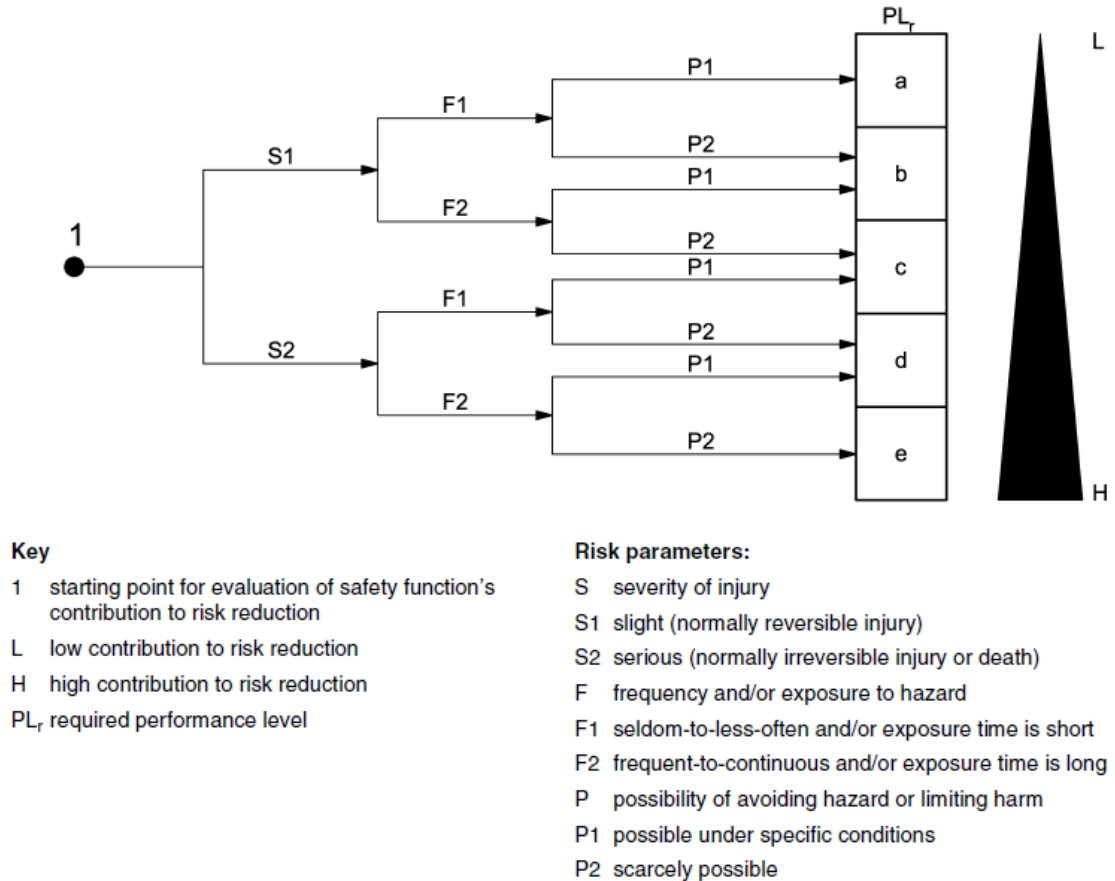 PLr
L
P1
a
F1
P2
S1
b
P1
F2
1
P2
c
P1
F1
P2
S2
d
P1
F2
P2
e
H
Key
1 starting point for evaluation of safety function's
contribution to risk reduction
L low contribution to risk reduction
H high contribution to risk reduction
PLr required performance level
Risk parameters:
S severity of injury
S1 slight (normally reversible injury)
S2 serious (normally irreversible injury or death)
F frequency and/or exposure to hazard
F1 seldom-to-less-often and/or exposure time is short
F2 frequent-to-continuous and/or exposure time is long
P possibility of avoiding hazard or limiting harm
P1 possible under specific conditions
P2 scarcely possible